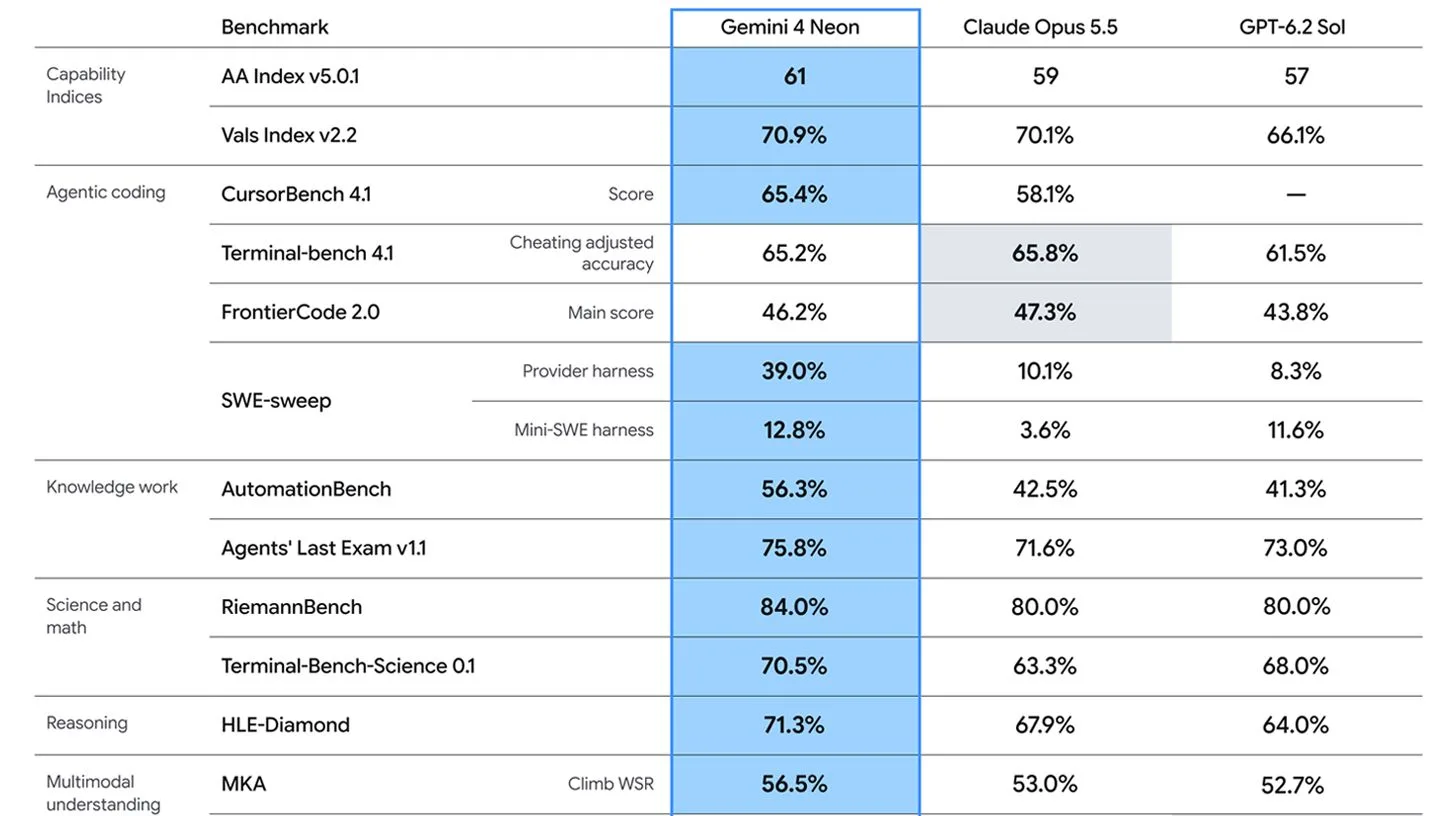 Benchmark Gemini 4 Neon Claude Opus 5.5 GPT-6.2 Sol
Capability
Indices
AA Index v5.0.1 61 59 57
Vals Index v2.2 70.9% 70.1% 66.1%
Agentic coding
CursorBench 4.1 Score 65.4% 58.1% —
Terminal-bench 4.1 Cheating adjusted
accuracy 65.2% 65.8% 61.5%
FrontierCode 2.0 Main score 46.2% 47.3% 43.8%
SWE-sweep
Provider harness 39.0% 10.1% 8.3%
Mini-SWE harness 12.8% 3.6% 11.6%
Knowledge work
AutomationBench 56.3% 42.5% 41.3%
Agents' Last Exam v1.1 75.8% 71.6% 73.0%
Science and
math
RiemannBench 84.0% 80.0% 80.0%
Terminal-Bench-Science 0.1 70.5% 63.3% 68.0%
Reasoning
HLE-Diamond 71.3% 67.9% 64.0%
Multimodal
understanding
MKA Climb WSR 56.5% 53.0% 52.7%